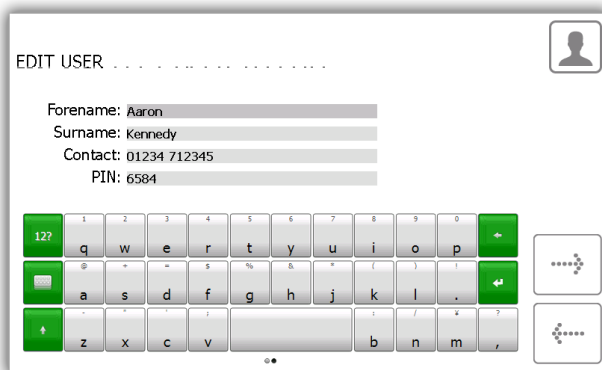 EDIT USER
Forename: Aaron
Surname: Kennedy
Contact: 01234 712345
PIN: 6584
1 2 3 4 5 6 7 8 9 0
12? q w e r t y u i o p
@ + = $ % & * ( ) !
a s d f g h j k l .
- " ' ; : / ¥ ?
z x c v b n m ,